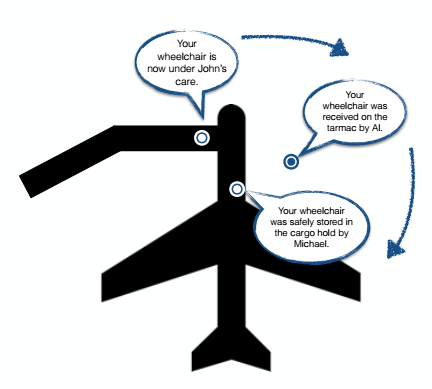 Your
wheelchair is
now under John's
care.
Your
wheelchair was
received on the
tarmac by Al.
Your wheelchair
was safely stored in
the cargo hold by
Michael.